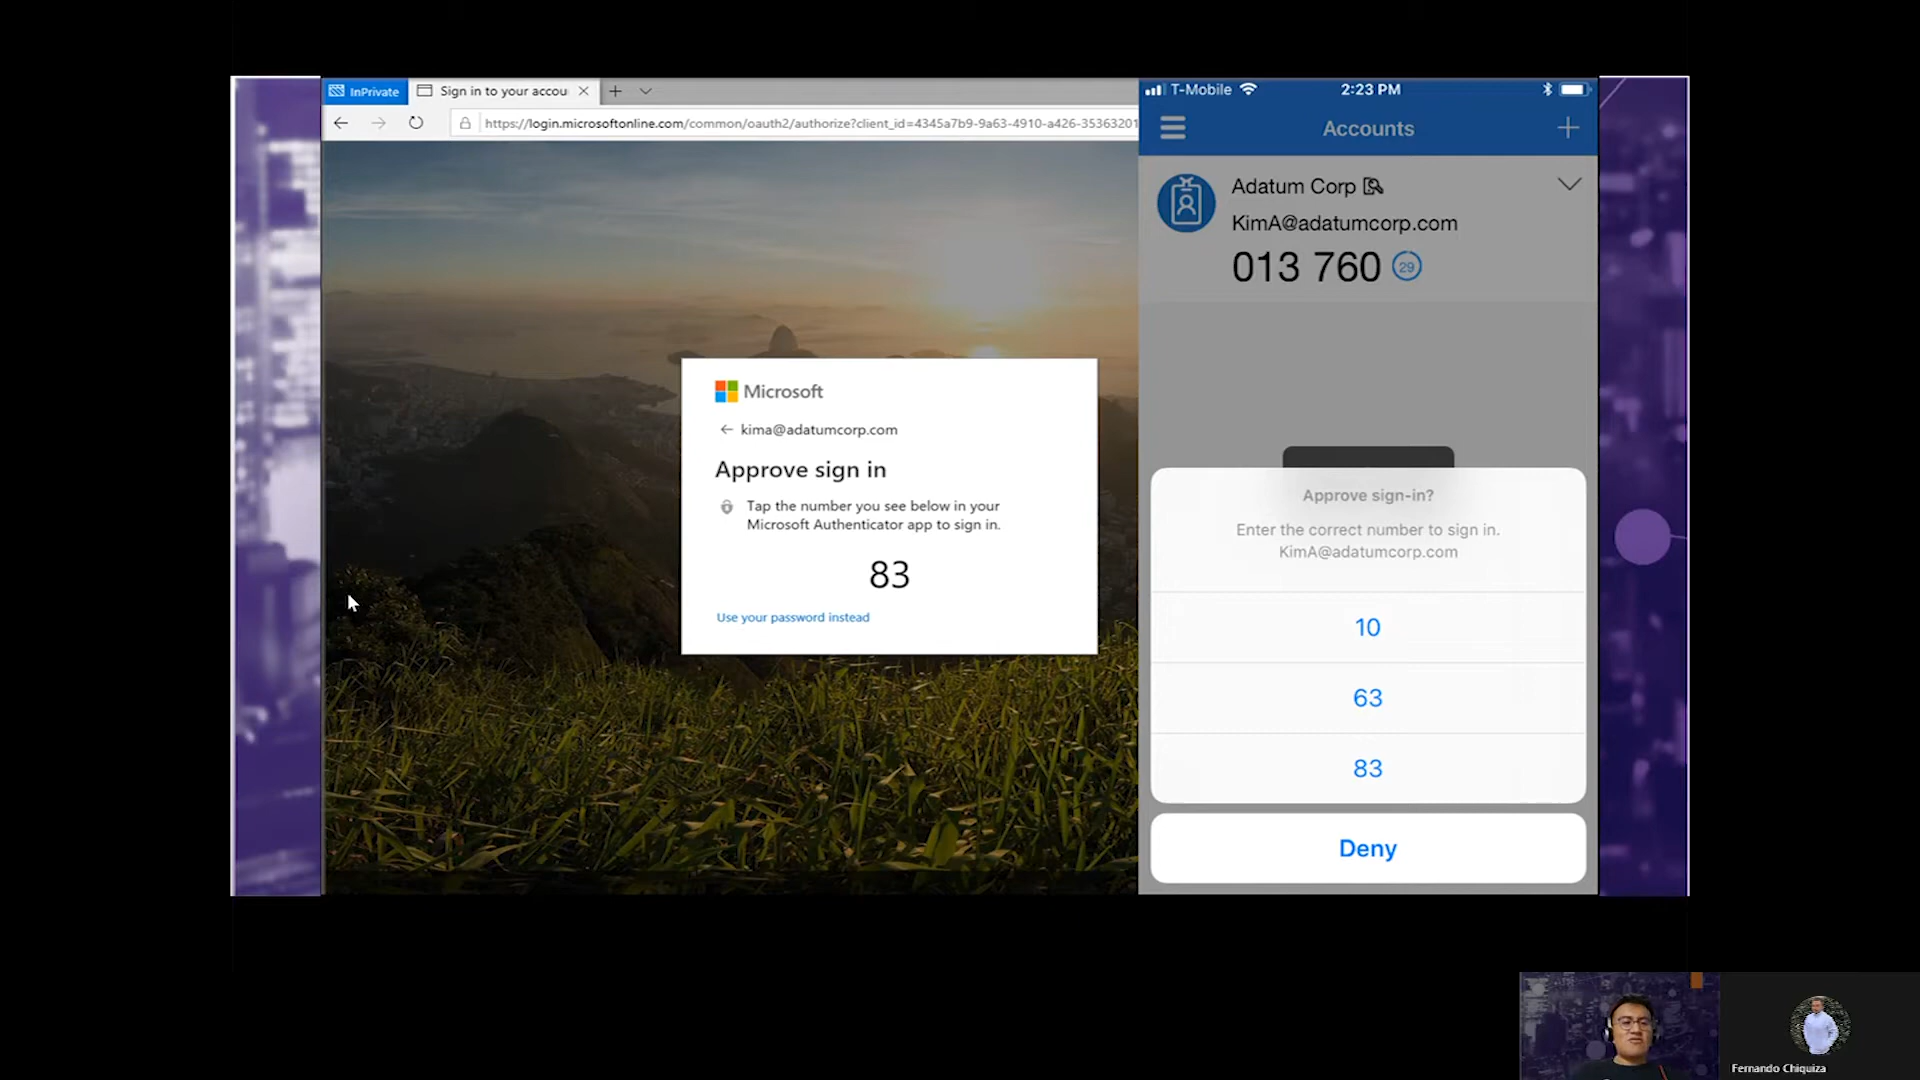 InPrivate
Sign in to your accou
https://login.microsoftonline.com/common/oauth2/authorize?client_id=4345a7b9-9a63-4910-a426-35363201
Microsoft
kima@adatumcorp.com
Approve sign in
Tap the number you see below in your
Microsoft Authenticator app to sign in.
83
Use your password instead
T-Mobile
2:23 PM
Accounts
Adatum Corp
KimA@adatumcorp.com
013 760
29
Approve sign-in?
Enter the correct number to sign in.
KimA@adatumcorp.com
10
63
83
Deny
Fernando Chiquiza